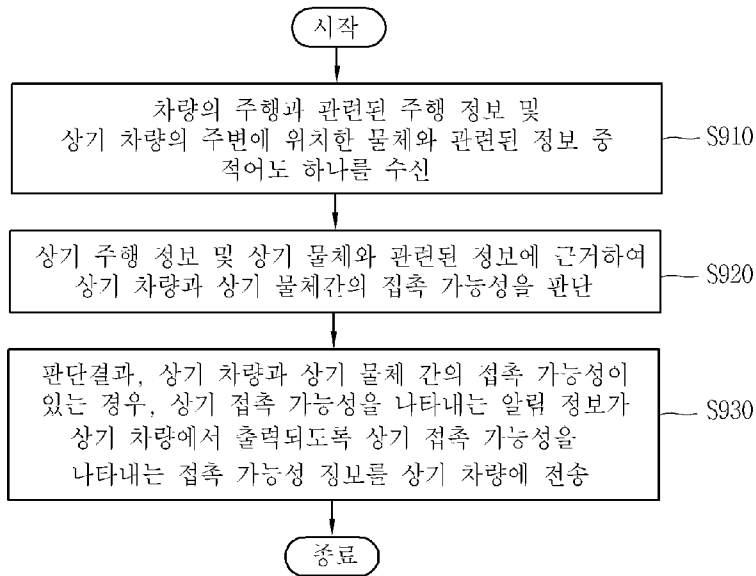 시작
차량의 주행과 관련된 주행 정보 및
상기 차량의 주변에 위치한 물체와 관련된 정보 중
적어도 하나를 수신
S910
상기 주행 정보 및 상기 물체와 관련된 정보에 근거하여
상기 차량과 상기 물체간의 접촉 가능성을 판단
S920
판단결과, 상기 차량과 상기 물체 간의 접촉 가능성이
있는 경우, 상기 접촉 가능성을 나타내는 알림 정보가
상기 차량에서 출력되도록 상기 접촉 가능성을
나타내는 접촉 가능성 정보를 상기 차량에 전송
S930
종료